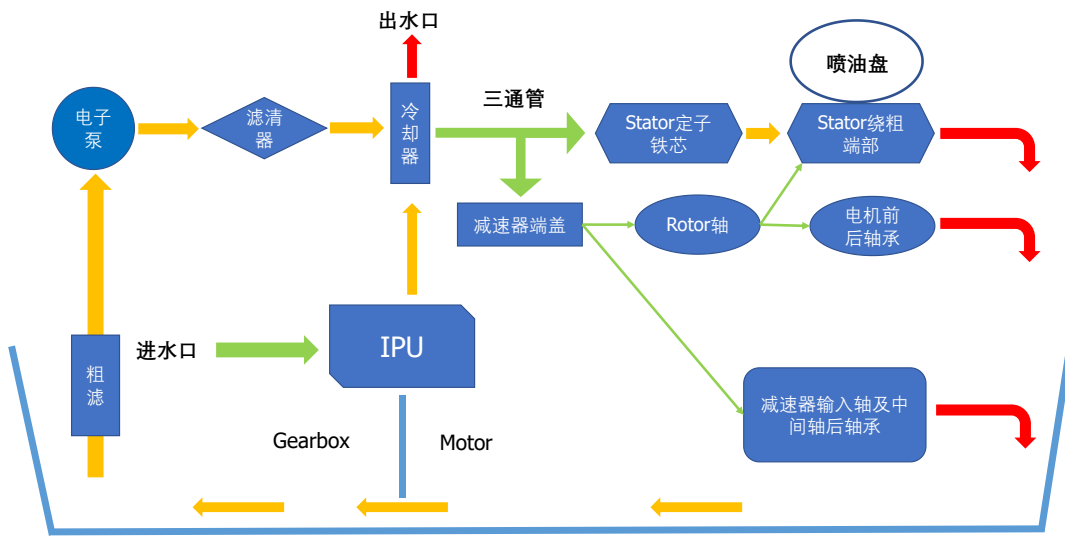 出水口
喷油盘
电子
泵
滤清
器
冷
却
器
三通管
Stator定子
铁芯
Stator绕粗
端部
减速器端盖
Rotor轴
电机前
后轴承
进水口
IPU
粗
滤
减速器输入轴及中
间轴后轴承
Gearbox
Motor